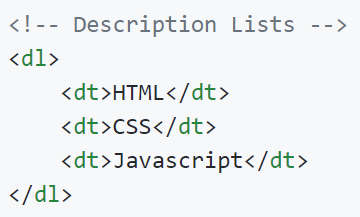 <!-- Description Lists -->
<dl>
    <dt>HTML</dt>
    <dt>CSS</dt>
    <dt>Javascript</dt>
</dl>